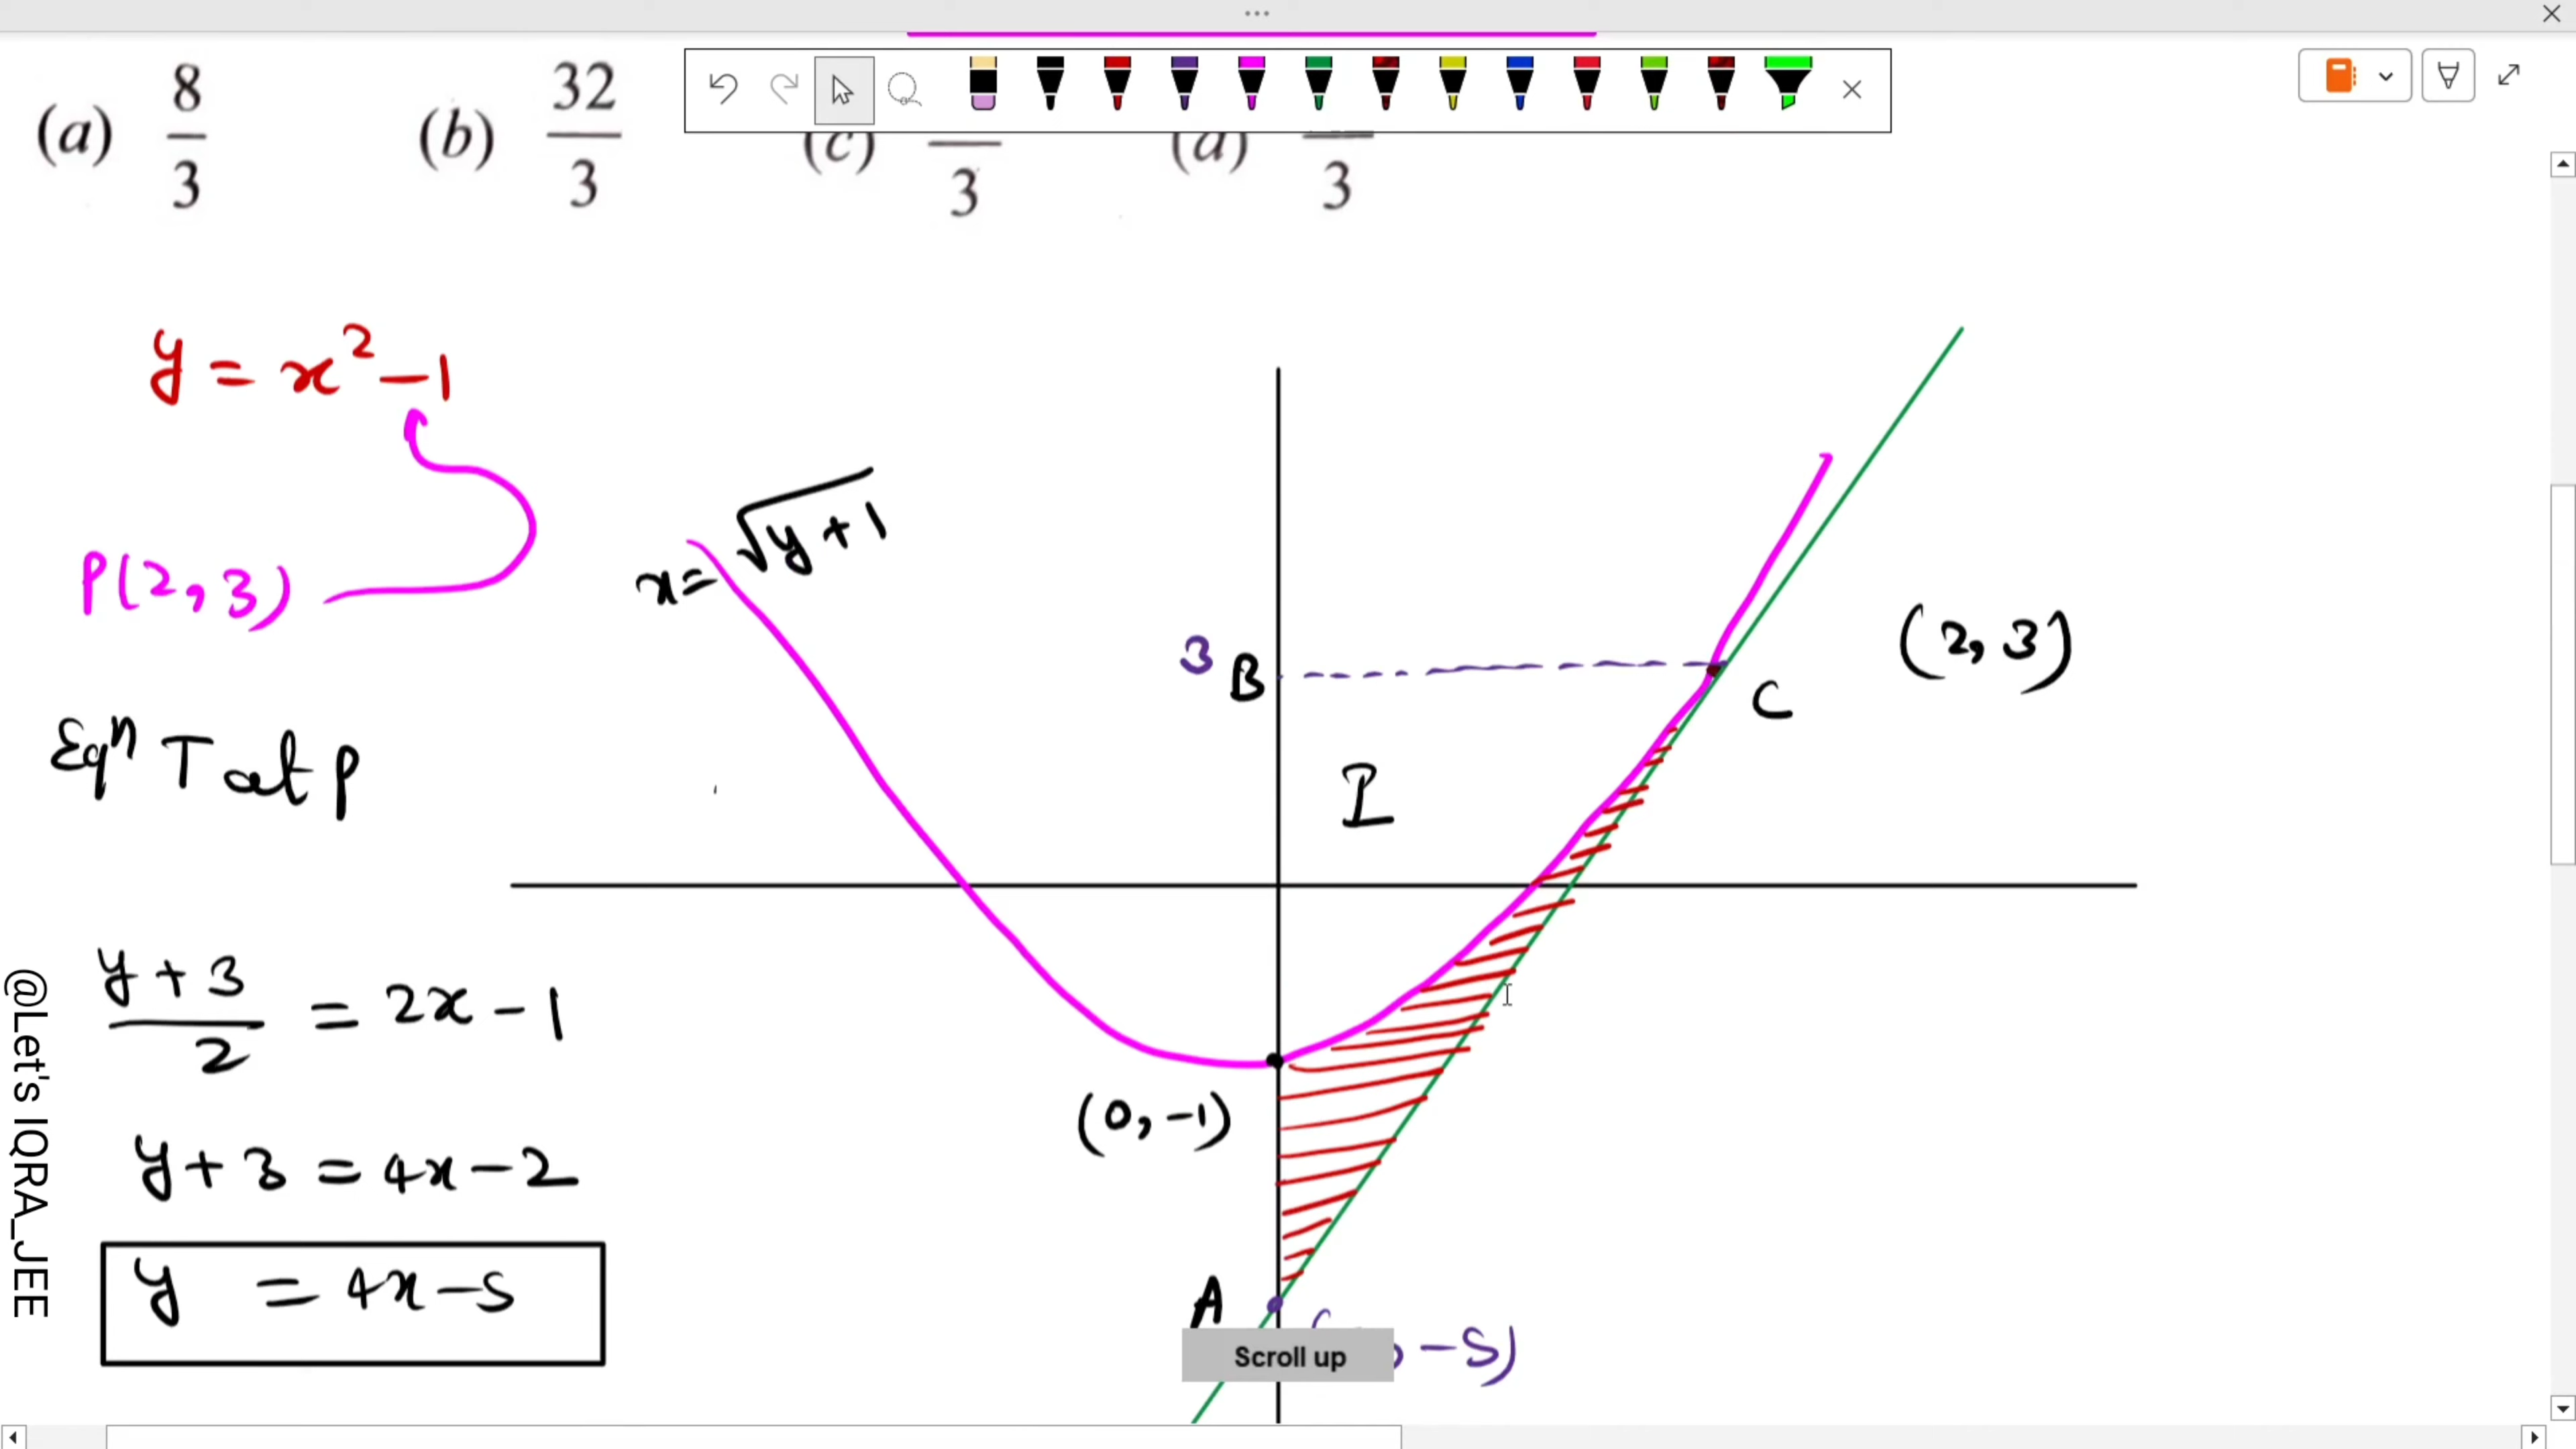 (a) 8/3 (b) 32/3 (c) /3 (d) /3
y = x² – 1
x = √y + 1
P(2, 3)
3 B
(2, 3)
C
Eqⁿ T at P
I
y + 3 / 2 = 2x – 1
(0, –1)
y + 3 = 4x – 2
y = 4x – 5
A
–5)
Scroll up
@Let's IQRA_JEE